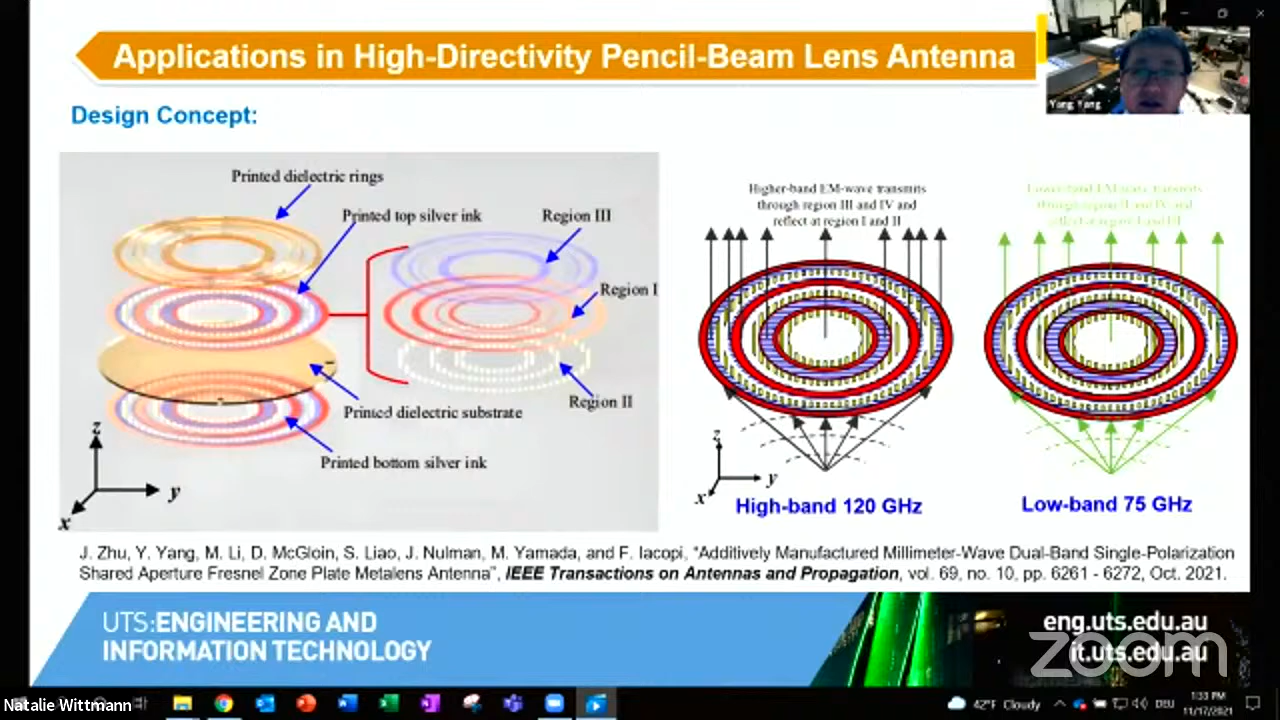 Applications in High-Directivity Pencil-Beam Lens Antenna
Yang Yang
Design Concept:
Printed dielectric rings
Printed top silver ink
Region III
Region I
Region II
Printed dielectric substrate
Printed bottom silver ink
z
y
x
Higher-band EM-wave transmits
through region III and IV and
reflect at region I and II
Lower-band EM-wave transmits
through region II and IV and
reflect at region I and III
z
y
x
High-band 120 GHz
Low-band 75 GHz
J. Zhu, Y. Yang, M. Li, D. McGloin, S. Liao, J. Nulman, M. Yamada, and F. Iacopi, “Additively Manufactured Millimeter-Wave Dual-Band Single-Polarization
Shared Aperture Fresnel Zone Plate Metalens Antenna”, IEEE Transactions on Antennas and Propagation, vol. 69, no. 10, pp. 6261 - 6272, Oct. 2021.
UTS:ENGINEERING AND
INFORMATION TECHNOLOGY
eng.uts.edu.au
it.uts.edu.au
zoom
Natalie Wittmann
42°F Cloudy
DEU
1:33 PM
11/17/2021